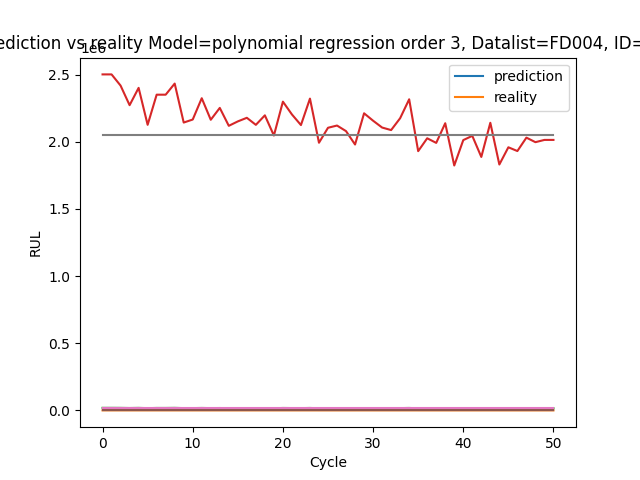 ediction vs reality Model=polynomial regression order 3, Datalist=FD004, ID=
1e6
prediction
reality
2.5
2.0
1.5
1.0
0.5
0.0
RUL
0
10
20
30
40
50
Cycle